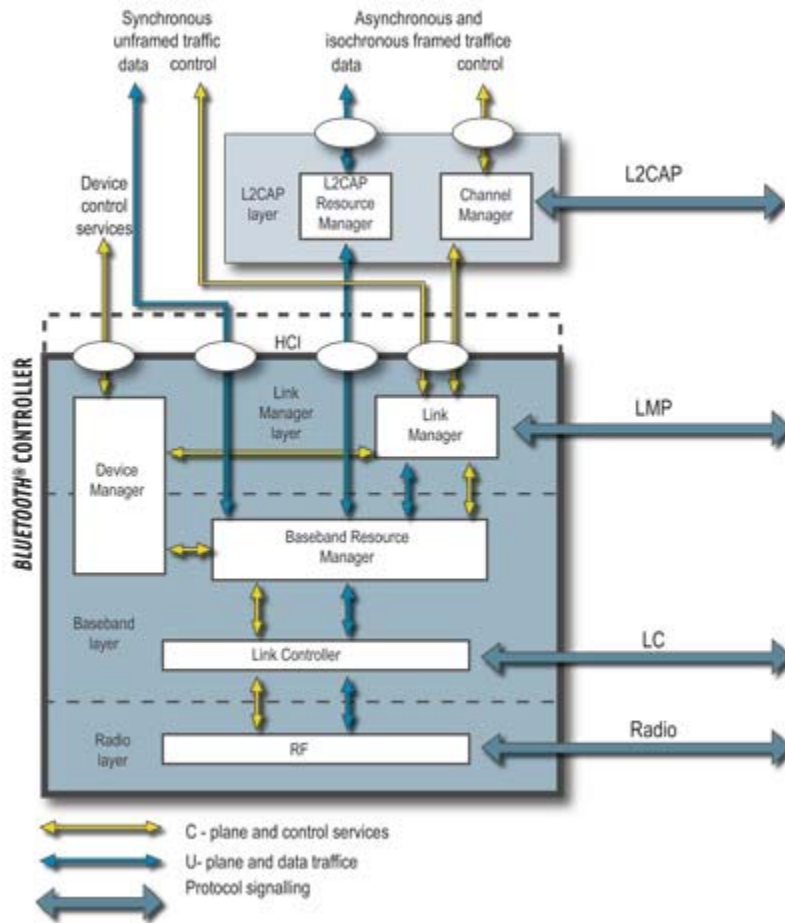 Synchronous
unframed traffic
data control
Asynchronous and
isochronous framed traffice
data control
Device
control
services
L2CAP
layer
L2CAP
Resource
Manager
Channel
Manager
L2CAP
HCI
BLUETOOTH® CONTROLLER
Link
Manager
layer
Link
Manager
LMP
Device
Manager
Baseband Resource
Manager
Baseband
layer
Link Controller
LC
Radio
layer
RF
Radio
C - plane and control services
U- plane and data traffice
Protocol signalling